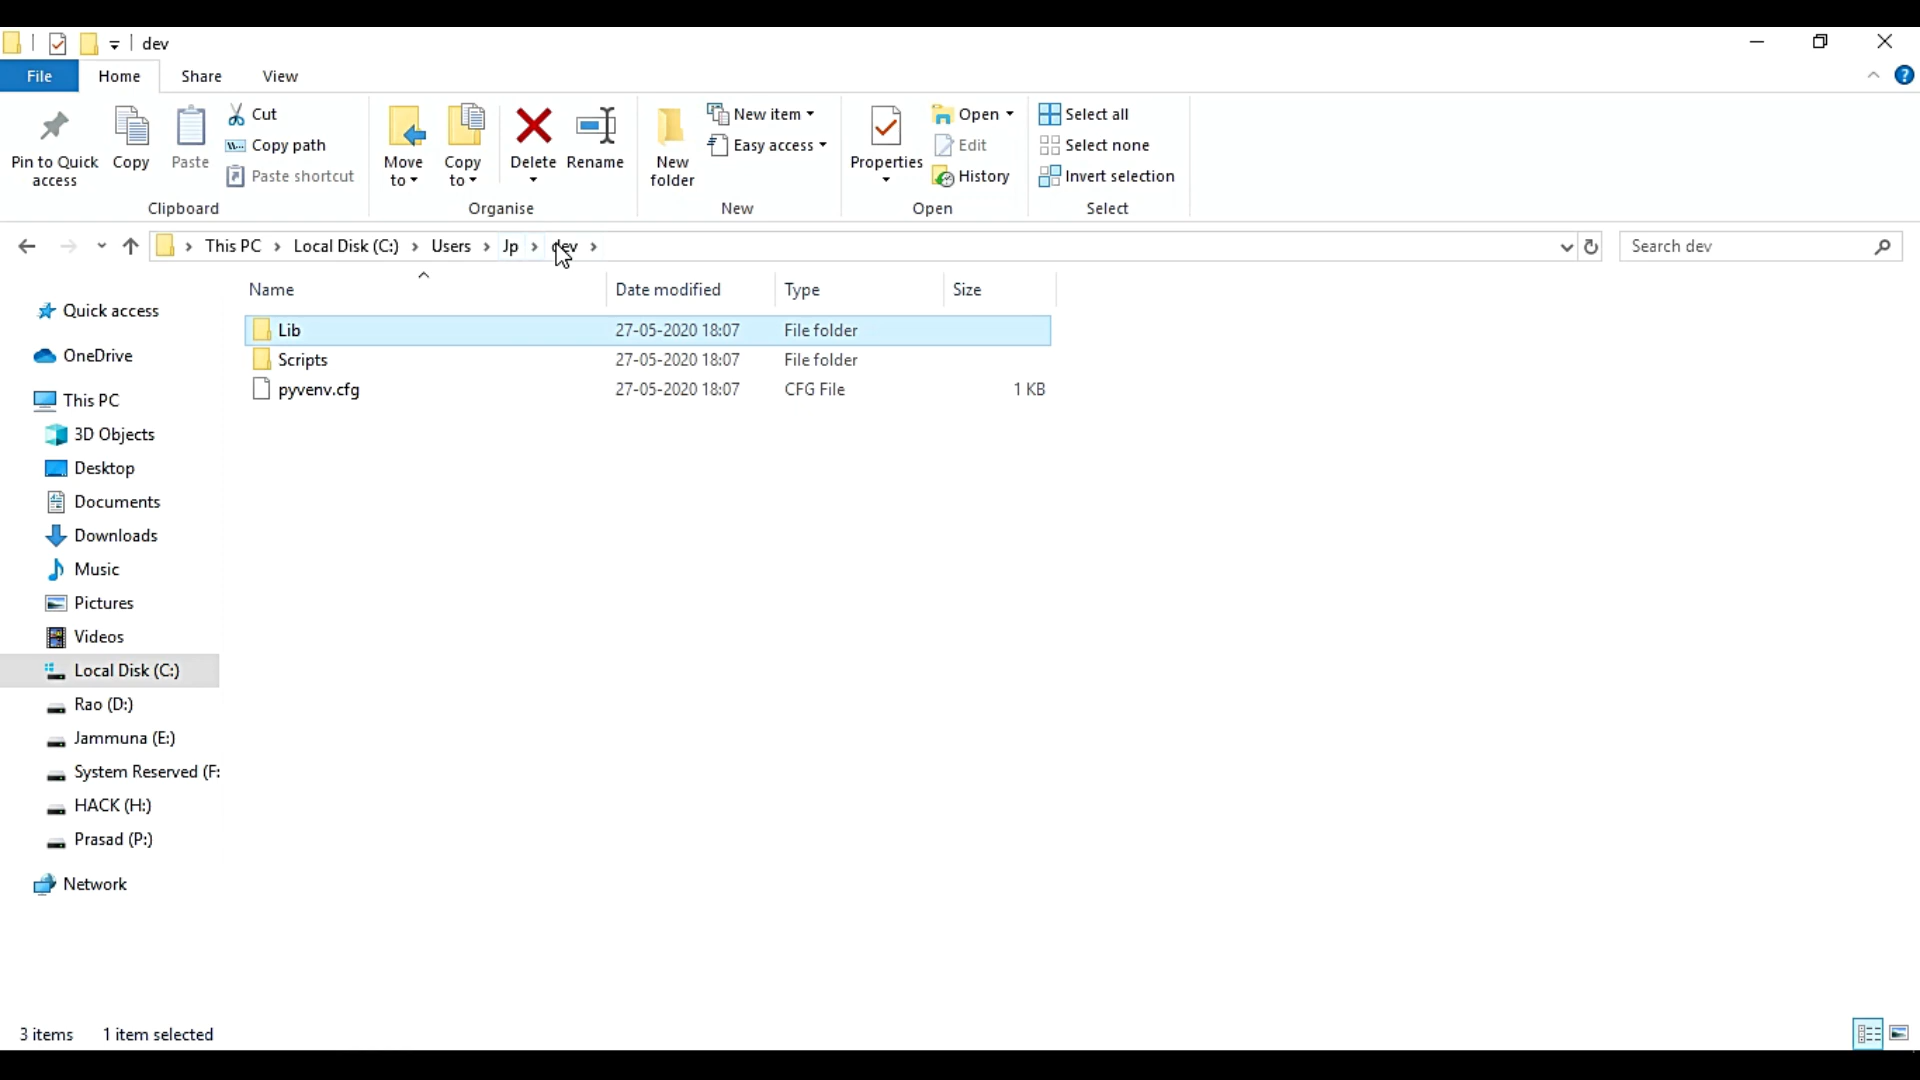 dev
File Home Share View
Pin to Quick access
Copy
Paste
Cut
Copy path
Paste shortcut
Clipboard
Move to
Copy to
Delete
Rename
Organise
New folder
New item
Easy access
New
Properties
Open
Edit
History
Open
Select all
Select none
Invert selection
Select
This PC > Local Disk (C:) > Users > Jp > dev >
Search dev
Name Date modified Type Size
Lib 27-05-2020 18:07 File folder
Scripts 27-05-2020 18:07 File folder
pyvenv.cfg 27-05-2020 18:07 CFG File 1 KB
Quick access
OneDrive
This PC
3D Objects
Desktop
Documents
Downloads
Music
Pictures
Videos
Local Disk (C:)
Rao (D:)
Jammuna (E:)
System Reserved (F:
HACK (H:)
Prasad (P:)
Network
3 items 1 item selected